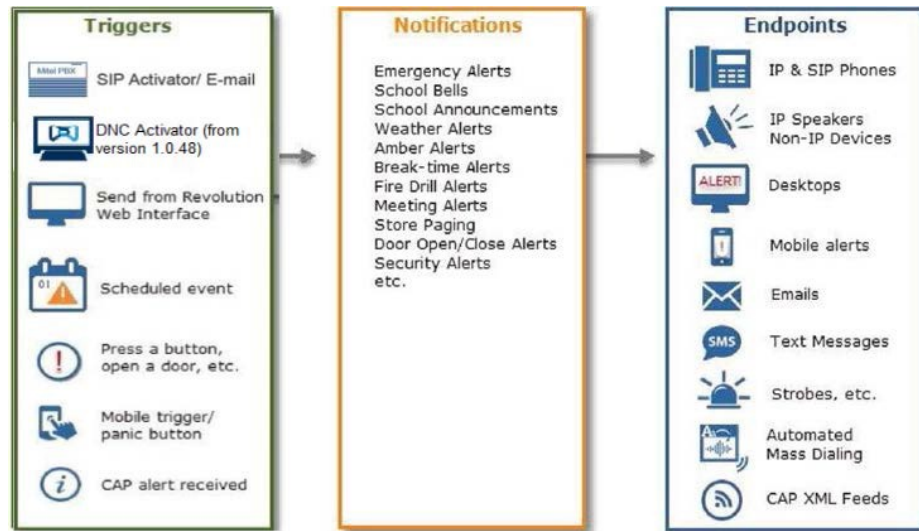 Triggers
Mitel PBX
SIP Activator/ E-mail
DNC Activator (from
version 1.0.48)
Send from Revolution
Web Interface
01
Scheduled event
!
Press a button,
open a door, etc.
Mobile trigger/
panic button
i
CAP alert received
Notifications
Emergency Alerts
School Bells
School Announcements
Weather Alerts
Amber Alerts
Break-time Alerts
Fire Drill Alerts
Meeting Alerts
Store Paging
Door Open/Close Alerts
Security Alerts
etc.
Endpoints
IP & SIP Phones
IP Speakers
Non-IP Devices
ALERT!
Desktops
!
Mobile alerts
Emails
SMS
Text Messages
Strobes, etc.
A
Automated
Mass Dialing
CAP XML Feeds